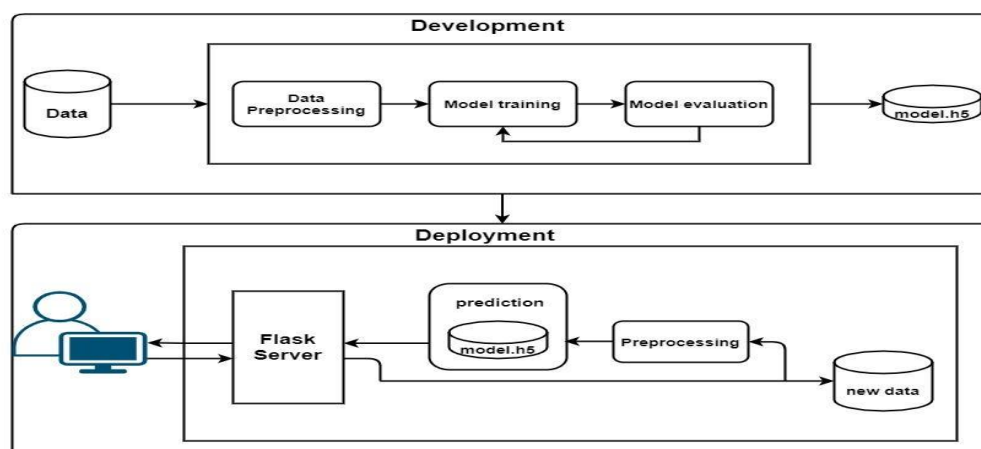 Development
Data
Data
Preprocessing
Model training
Model evaluation
model.h5
Deployment
Flask
Server
prediction
model.h5
Preprocessing
new data